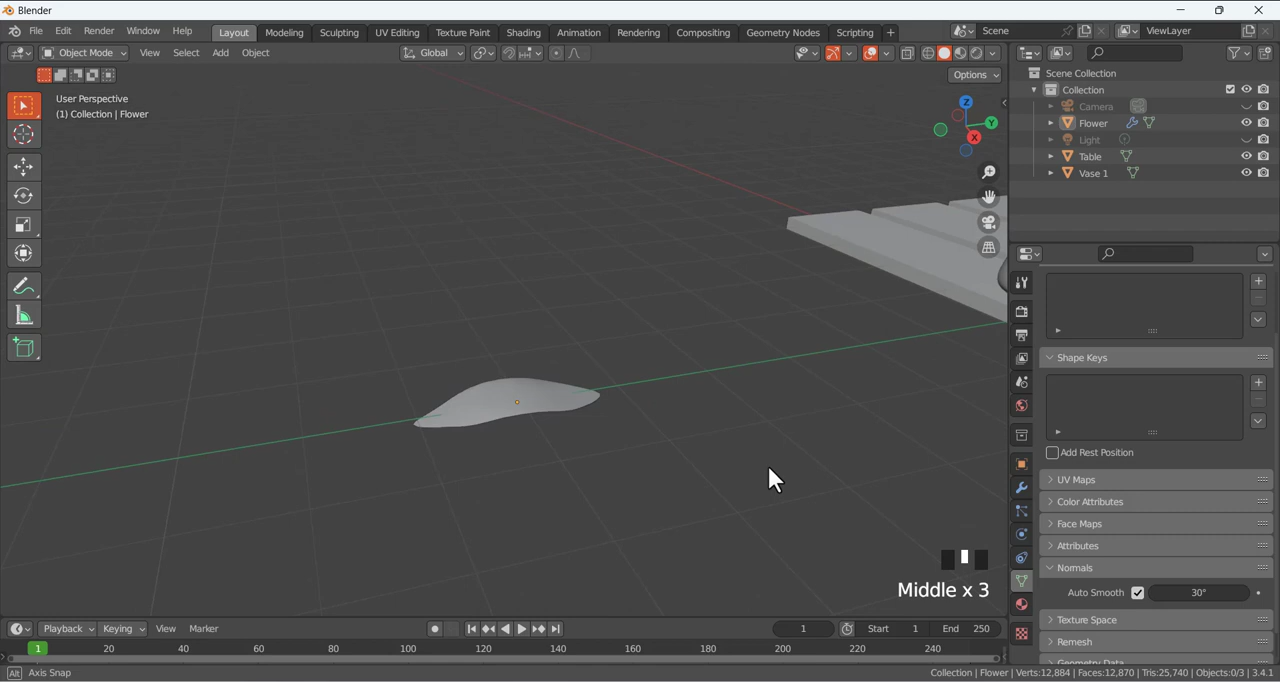 Blender
File Edit Render Window Help Layout Modeling Sculpting UV Editing Texture Paint Shading Animation Rendering Compositing Geometry Nodes Scripting + Scene ViewLayer
Object Mode View Select Add Object Global
Options
User Perspective
(1) Collection | Flower
Z
Y
X
Scene Collection
Collection
Camera
Flower
Light
Table
Vase 1
Shape Keys
Add Rest Position
UV Maps
Color Attributes
Face Maps
Attributes
Normals
Auto Smooth 30°
Texture Space
Remesh
Geometry Data
Middle x 3
Playback Keying View Marker 1 Start 1 End 250
1 20 40 60 80 100 120 140 160 180 200 220 240
Alt Axis Snap Collection | Flower | Verts:12,884 | Faces:12,870 | Tris:25,740 | Objects:0/3 | 3.4.1